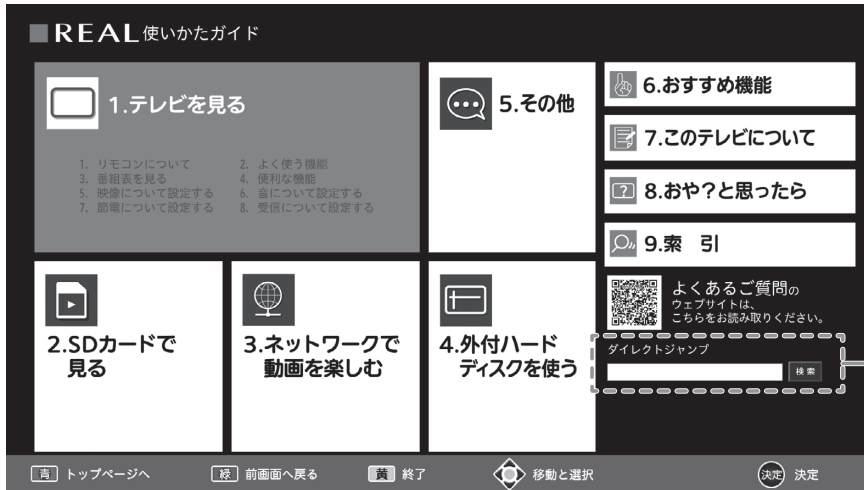 REAL 使いかたガイド
1.テレビを見る
1. リモコンについて 2. よく使う機能
3. 番組表を見る 4. 便利な機能
5. 映像について設定する 6. 音について設定する
7. 節電について設定する 8. 受信について設定する
5.その他
6.おすすめ機能
7.このテレビについて
8.おや?と思ったら
9.索 引
2.SDカードで
見る
3.ネットワークで
動画を楽しむ
4.外付ハード
ディスクを使う
よくあるご質問の
ウェブサイトは、
こちらをお読み取りください。
ダイレクトジャンプ
検索
青 トップページへ 緑 前画面へ戻る 黄 終了 移動と選択 決定 決定